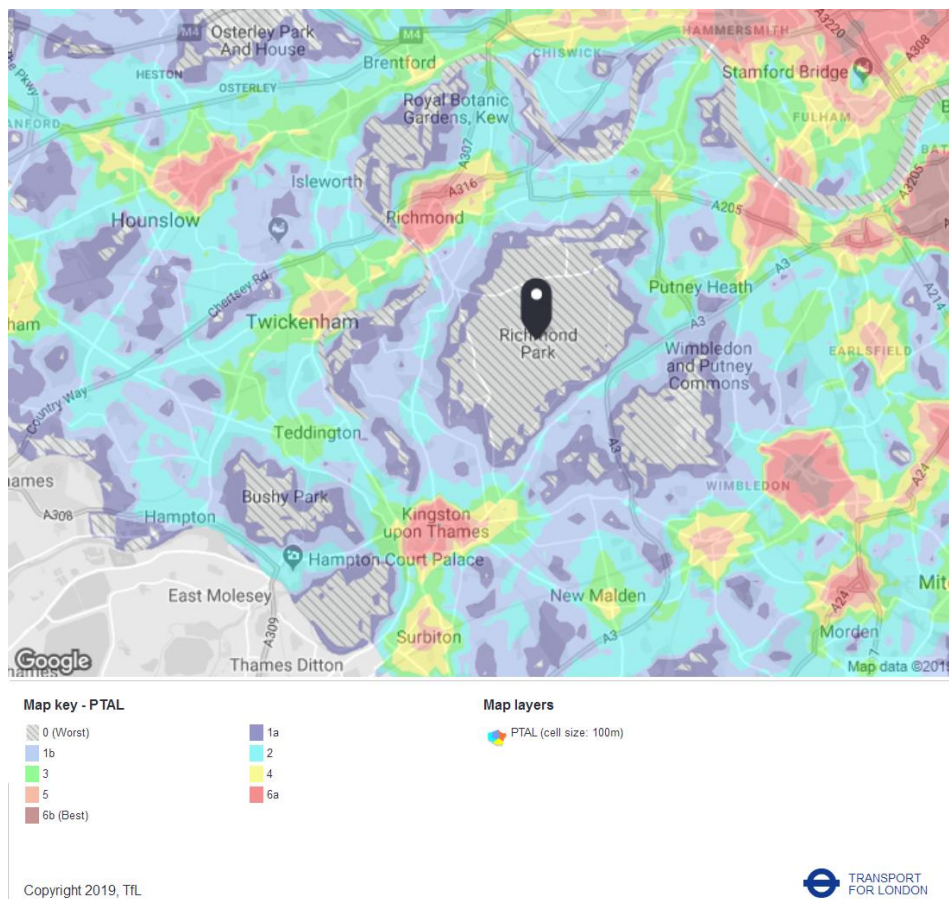 Osterley Park
And House
M4
M4
HAMMERSMITH
A3220
A308
CHISWICK
Brentford
Stamford Bridge
HESTON
OSTERLEY
Royal Botanic
Gardens, Kew
FULHAM
A307
A3205
Isleworth
A316
Hounslow
Richmond
A205
A3
A214
Chertsey Rd
Putney Heath
Twickenham
Richmond
Park
A3
Wimbledon
and Putney
Commons
EARLSFIELD
Country Way
Teddington
A3
A24
Bushy Park
WIMBLEDON
A308
Hampton
Kingston
upon Thames
Hampton Court Palace
East Molesey
New Malden
A24
A309
Surbiton
A3
Morden
Google
Thames Ditton
Map data ©2019
Map key - PTAL
Map layers
0 (Worst)
1a
PTAL (cell size: 100m)
1b
2
3
4
5
6a
6b (Best)
Copyright 2019, TfL
TRANSPORT
FOR LONDON